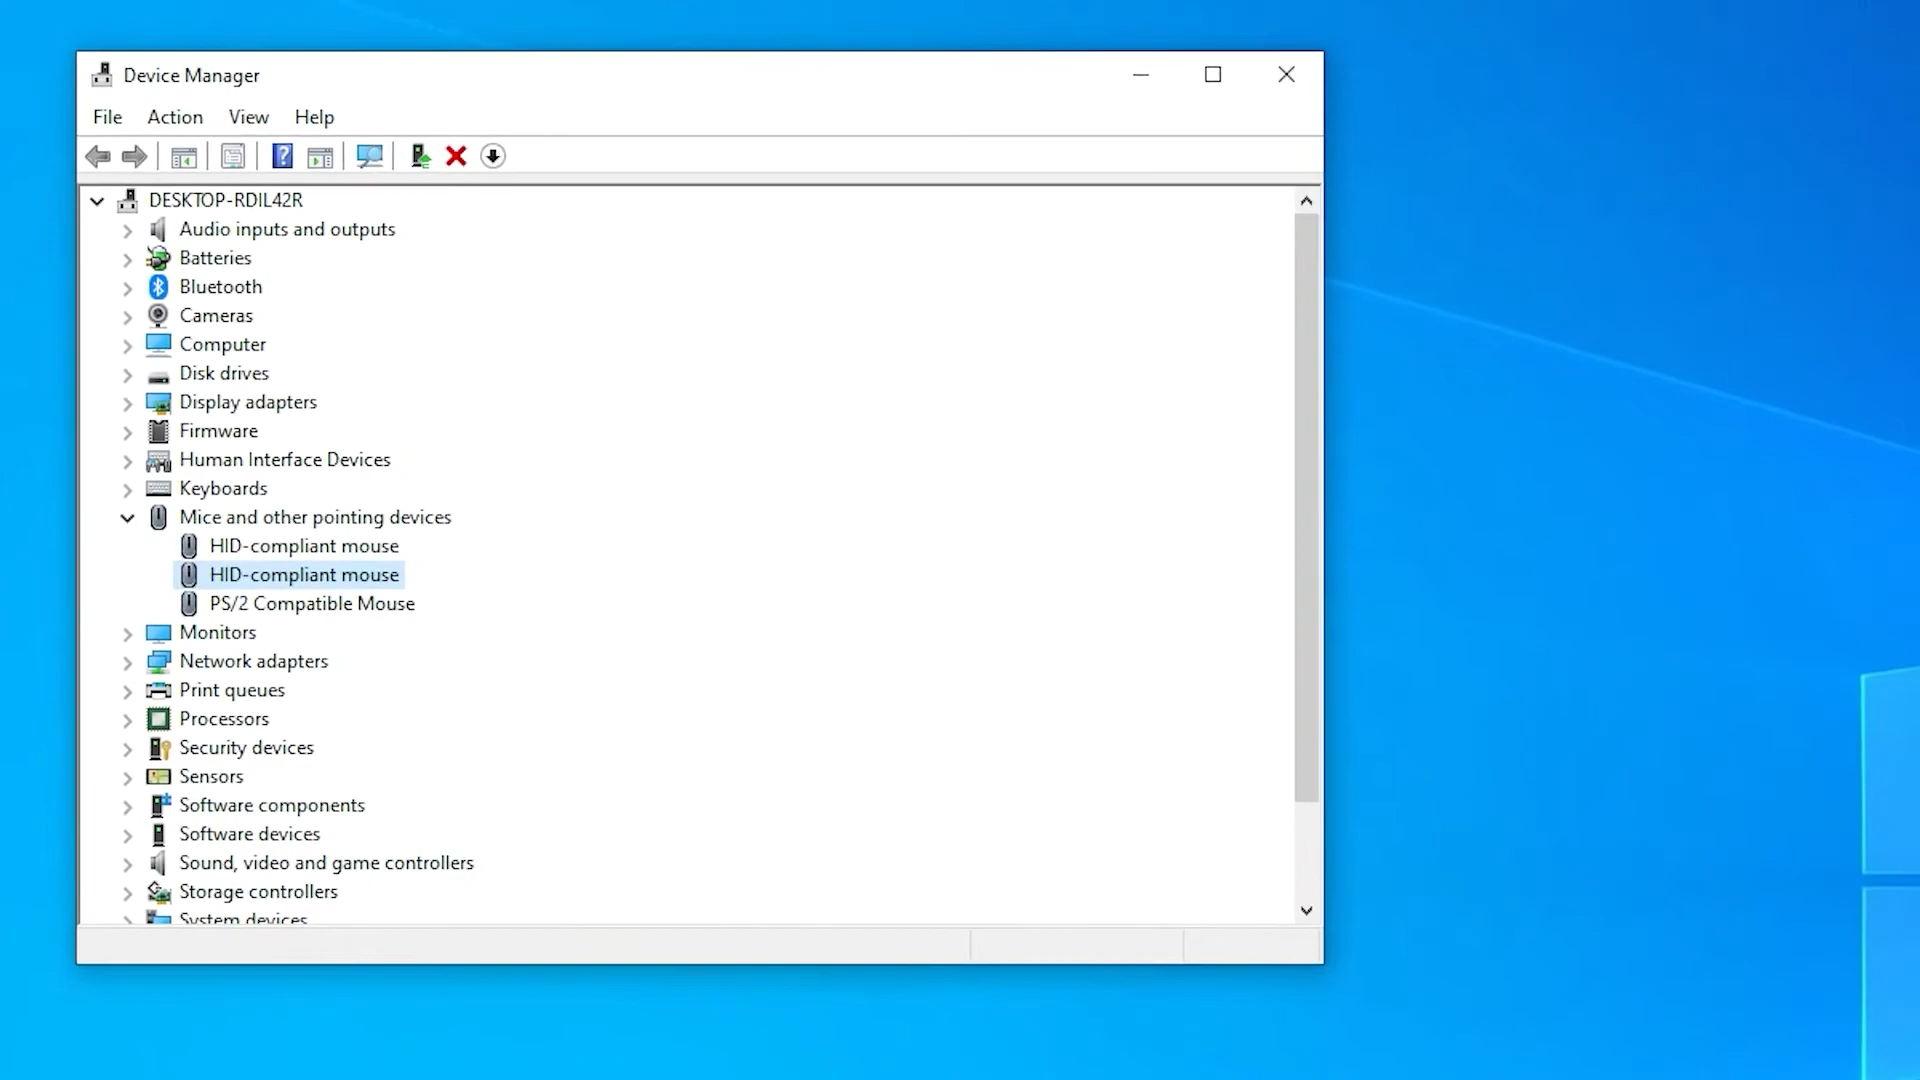 Device Manager
File Action View Help
DESKTOP-RDIL42R
Audio inputs and outputs
Batteries
Bluetooth
Cameras
Computer
Disk drives
Display adapters
Firmware
Human Interface Devices
Keyboards
Mice and other pointing devices
HID-compliant mouse
HID-compliant mouse
PS/2 Compatible Mouse
Monitors
Network adapters
Print queues
Processors
Security devices
Sensors
Software components
Software devices
Sound, video and game controllers
Storage controllers
System devices